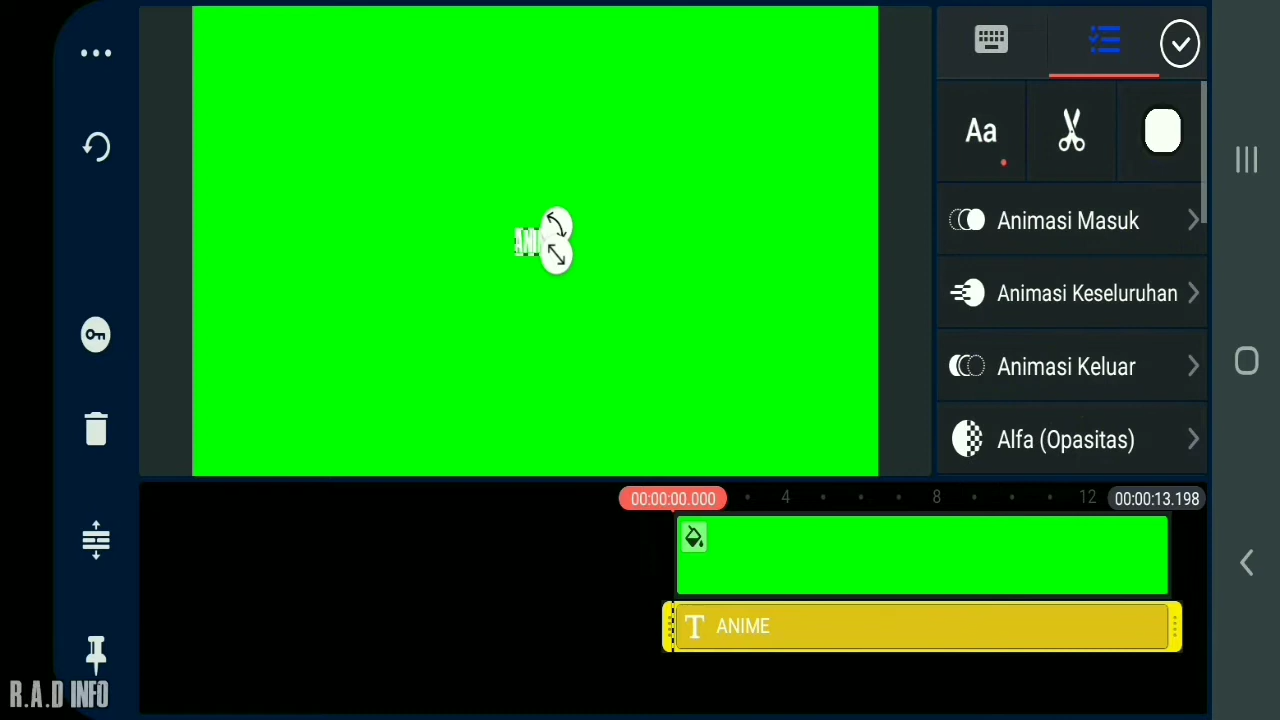 Aa
ANI
Animasi Masuk
Animasi Keseluruhan
Animasi Keluar
Alfa (Opasitas)
00:00:00.000
4
8
12
00:00:13.198
T ANIME
R.A.D INFO